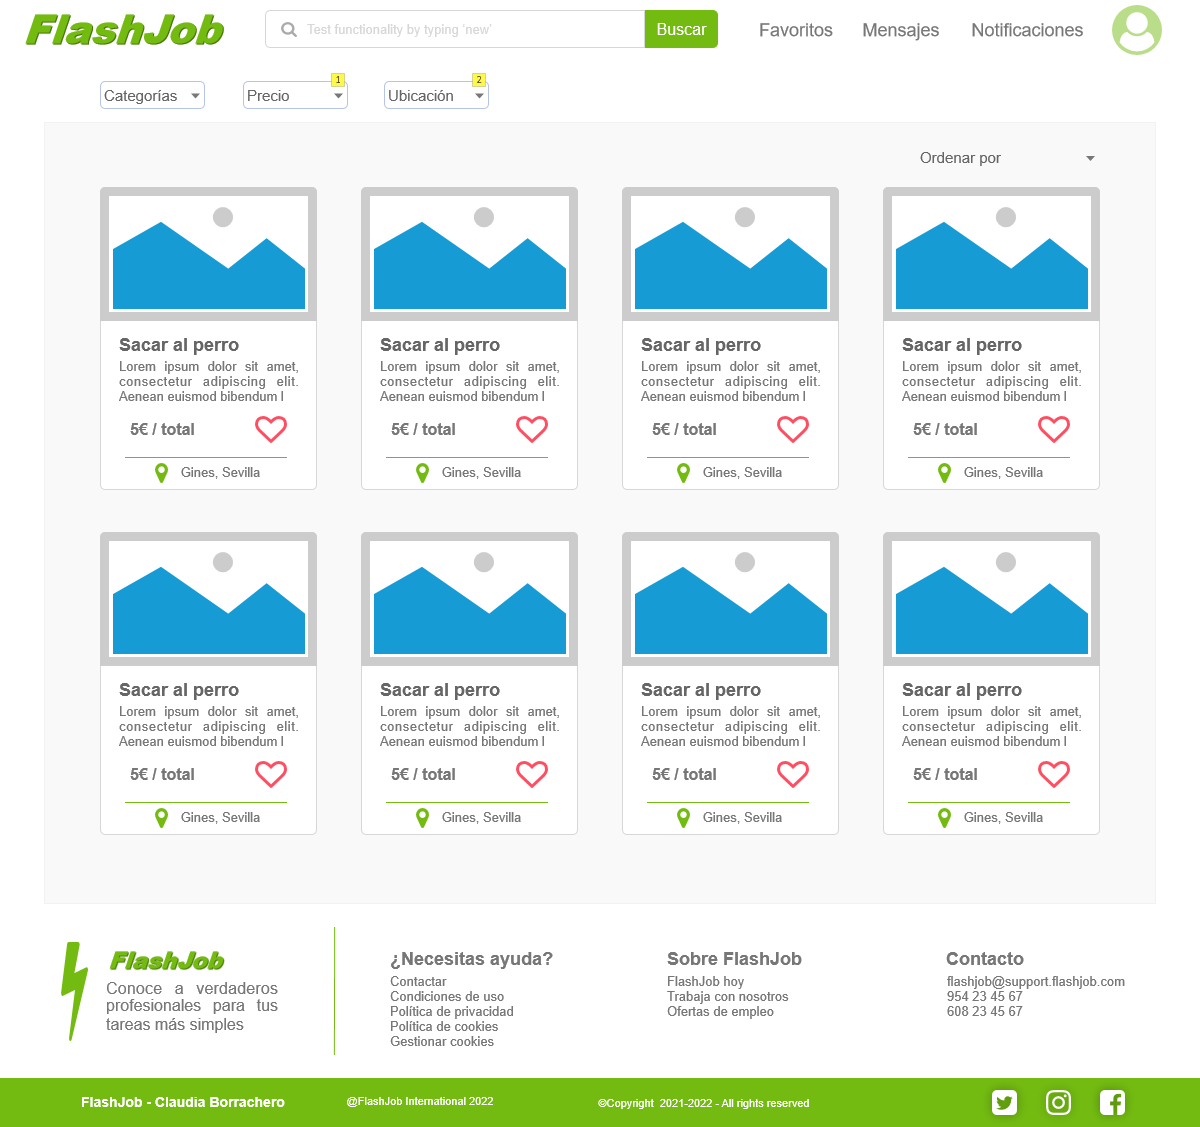 FlashJob
Test functionality by typing 'new'
Buscar
Favoritos
Mensajes
Notificaciones
Categorías
Precio
1
Ubicación
2
Ordenar por
Sacar al perro
Lorem ipsum dolor sit amet,
consectetur adipiscing elit.
Aenean euismod bibendum l
5€ / total
Gines, Sevilla
Sacar al perro
Lorem ipsum dolor sit amet,
consectetur adipiscing elit.
Aenean euismod bibendum l
5€ / total
Gines, Sevilla
Sacar al perro
Lorem ipsum dolor sit amet,
consectetur adipiscing elit.
Aenean euismod bibendum l
5€ / total
Gines, Sevilla
Sacar al perro
Lorem ipsum dolor sit amet,
consectetur adipiscing elit.
Aenean euismod bibendum l
5€ / total
Gines, Sevilla
Sacar al perro
Lorem ipsum dolor sit amet,
consectetur adipiscing elit.
Aenean euismod bibendum l
5€ / total
Gines, Sevilla
Sacar al perro
Lorem ipsum dolor sit amet,
consectetur adipiscing elit.
Aenean euismod bibendum l
5€ / total
Gines, Sevilla
Sacar al perro
Lorem ipsum dolor sit amet,
consectetur adipiscing elit.
Aenean euismod bibendum l
5€ / total
Gines, Sevilla
Sacar al perro
Lorem ipsum dolor sit amet,
consectetur adipiscing elit.
Aenean euismod bibendum l
5€ / total
Gines, Sevilla
FlashJob
Conoce a verdaderos
profesionales para tus
tareas más simples
¿Necesitas ayuda?
Contactar
Condiciones de uso
Política de privacidad
Política de cookies
Gestionar cookies
Sobre FlashJob
FlashJob hoy
Trabaja con nosotros
Ofertas de empleo
Contacto
flashjob@support.flashjob.com
954 23 45 67
608 23 45 67
FlashJob - Claudia Borrachero
@FlashJob International 2022
©Copyright 2021-2022 - All rights reserved